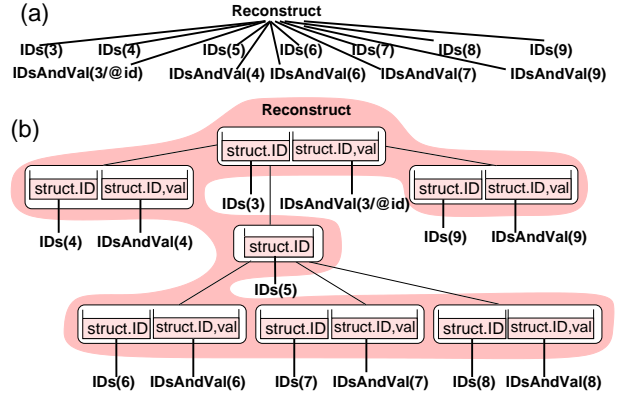 (a)
Reconstruct
IDs(3) IDs(4) IDs(5) IDs(6) IDs(7) IDs(8) IDs(9)
IDsAndVal(3/@id) IDsAndVal(4) IDsAndVal(6) IDsAndVal(7) IDsAndVal(9)
Reconstruct
(b)
struct.ID struct.ID,val
struct.ID struct.ID,val struct.ID struct.ID,val
IDs(3) IDsAndVal(3/@id)
IDs(4) IDsAndVal(4) IDs(9) IDsAndVal(9)
struct.ID
IDs(5)
struct.ID struct.ID,val struct.ID struct.ID,val struct.ID struct.ID,val
IDs(6) IDsAndVal(6) IDs(7) IDsAndVal(7) IDs(8) IDsAndVal(8)